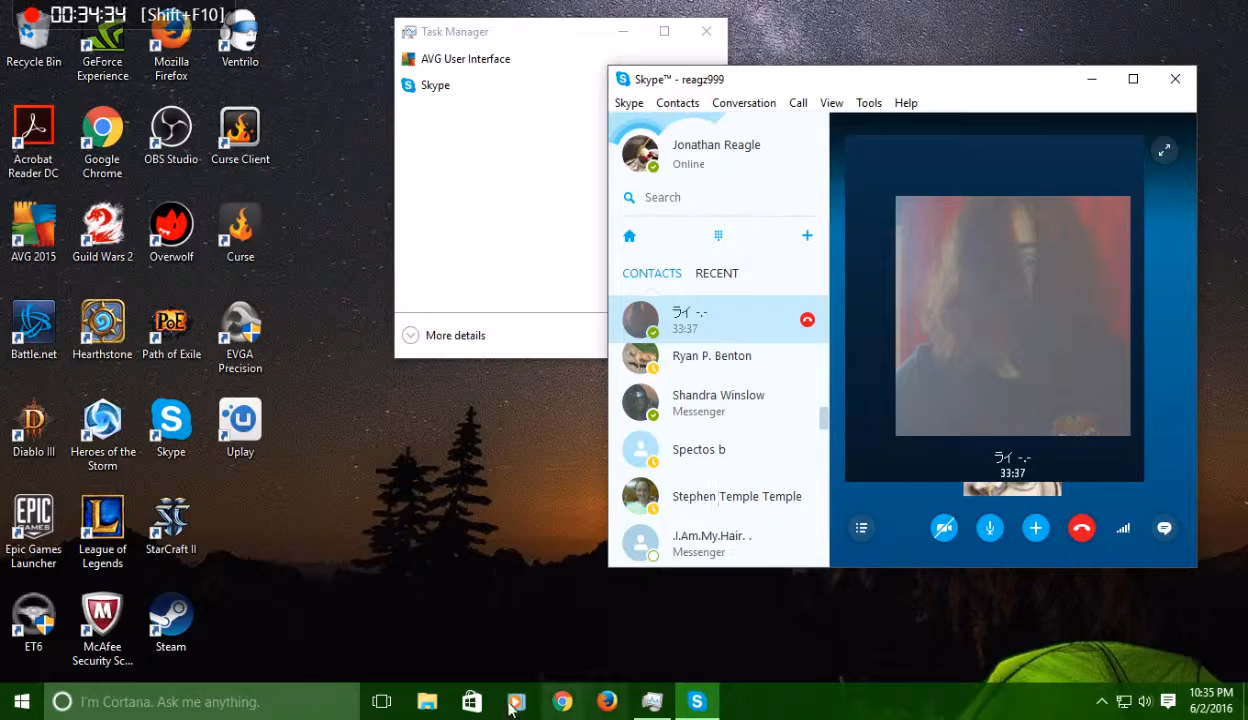 00:34:34 [Shift+F10]
Recycle Bin
GeForce
Experience
Mozilla
Firefox
Ventrilo
Acrobat
Reader DC
Google
Chrome
OBS Studio
Curse Client
AVG 2015
Guild Wars 2
Overwolf
Curse
Battle.net
Hearthstone
PoE
Path of Exile
EVGA
Precision
Diablo III
Heroes of the
Storm
Skype
Uplay
EPIC
GAMES
Epic Games
Launcher
League of
Legends
StarCraft II
ET6
McAfee
Security Sc...
Steam
Task Manager
AVG User Interface
Skype
More details
Skype™ - reagz999
Skype Contacts Conversation Call View Tools Help
Jonathan Reagle
Online
Search
CONTACTS RECENT
ライ -.-
33:37
Ryan P. Benton
Shandra Winslow
Messenger
Spectos b
Stephen Temple Temple
.I.Am.My.Hair. .
Messenger
ライ -.-
33:37
I'm Cortana. Ask me anything.
10:35 PM
6/2/2016